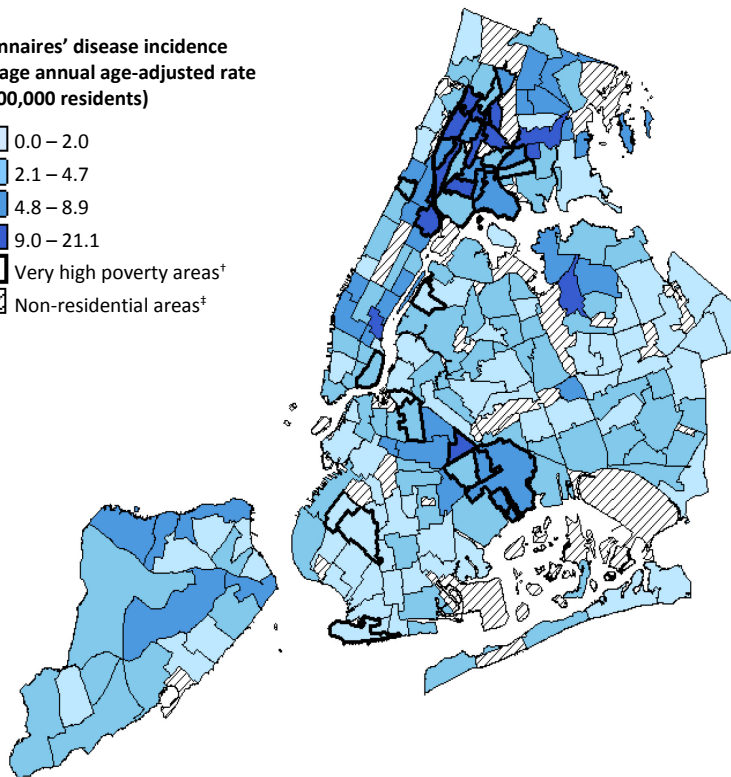 nnaires’ disease incidence
age annual age-adjusted rate
00,000 residents)
0.0 – 2.0
2.1 – 4.7
4.8 – 8.9
9.0 – 21.1
Very high poverty areas†
Non-residential areas‡